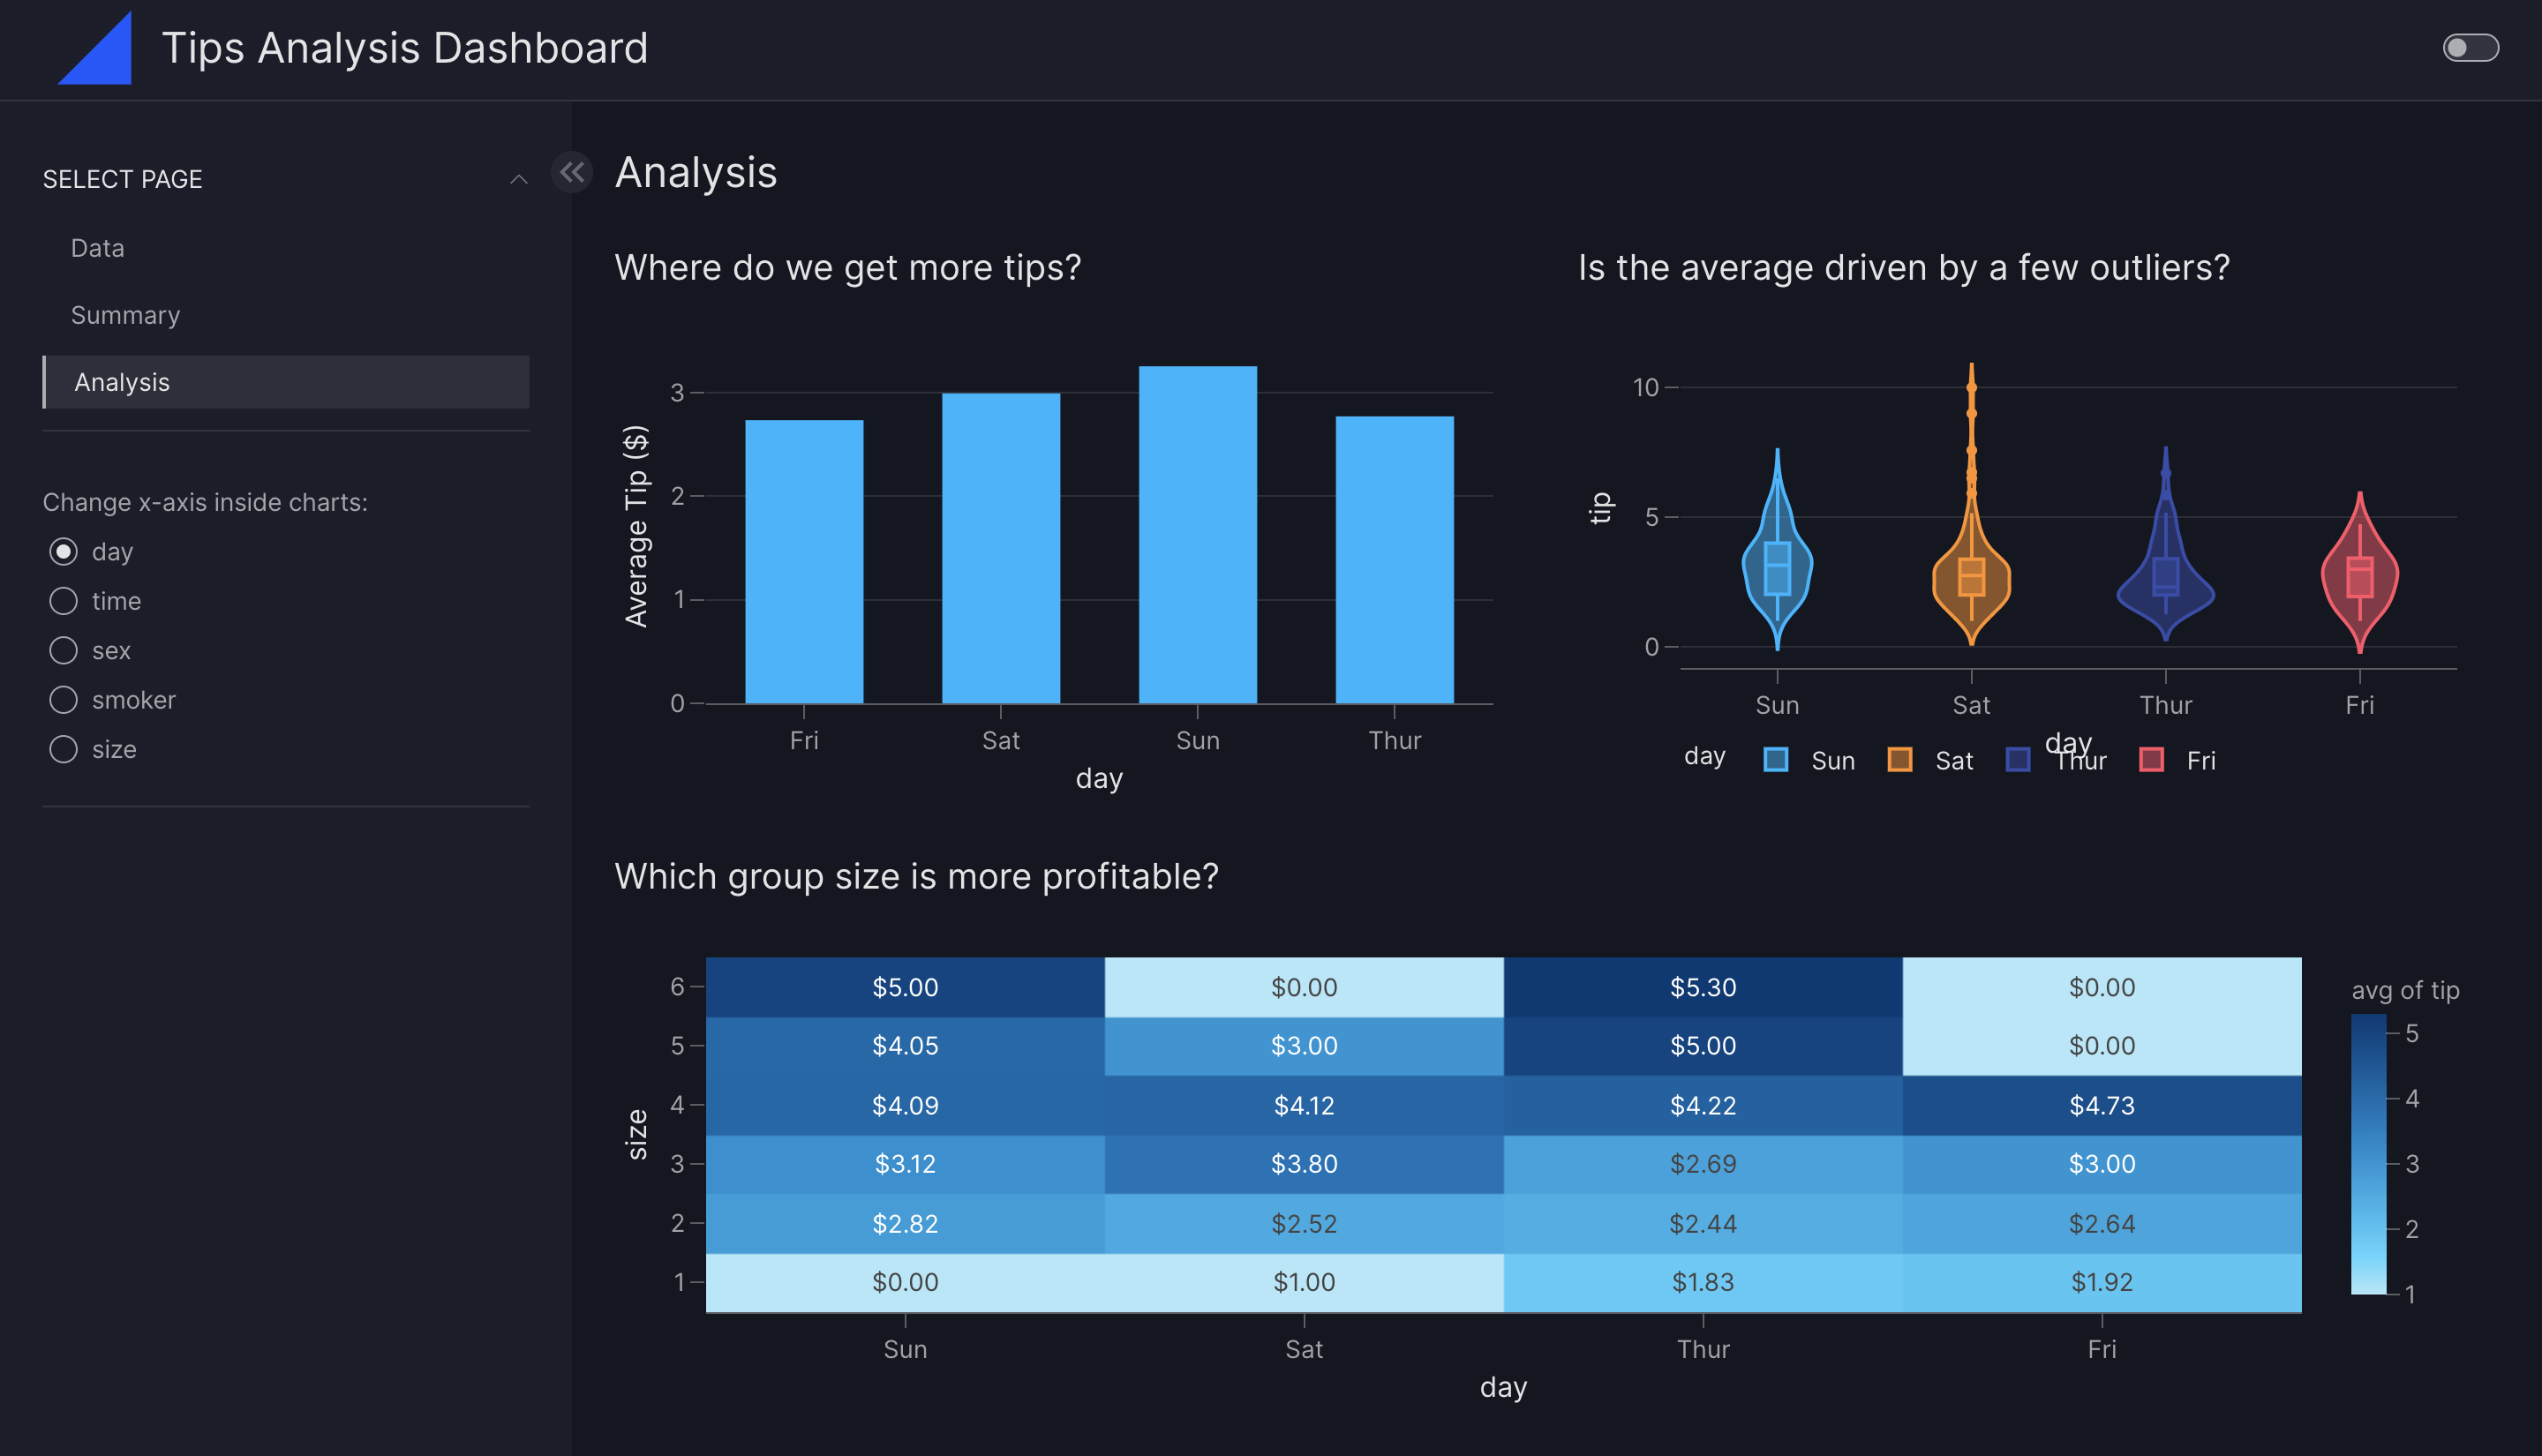 Tips Analysis Dashboard
SELECT PAGE
Data
Summary
Analysis
Change x-axis inside charts:
day
time
sex
smoker
size
Analysis
Where do we get more tips?
3
2
1
0
Average Tip ($)
Fri Sat Sun Thur
day
Is the average driven by a few outliers?
10
5
0
tip
Sun Sat Thur Fri
day
day Sun Sat Thur Fri
Which group size is more profitable?
size
6 $5.00 $0.00 $5.30 $0.00
5 $4.05 $3.00 $5.00 $0.00
4 $4.09 $4.12 $4.22 $4.73
3 $3.12 $3.80 $2.69 $3.00
2 $2.82 $2.52 $2.44 $2.64
1 $0.00 $1.00 $1.83 $1.92
Sun Sat Thur Fri
day
avg of tip
5
4
3
2
1